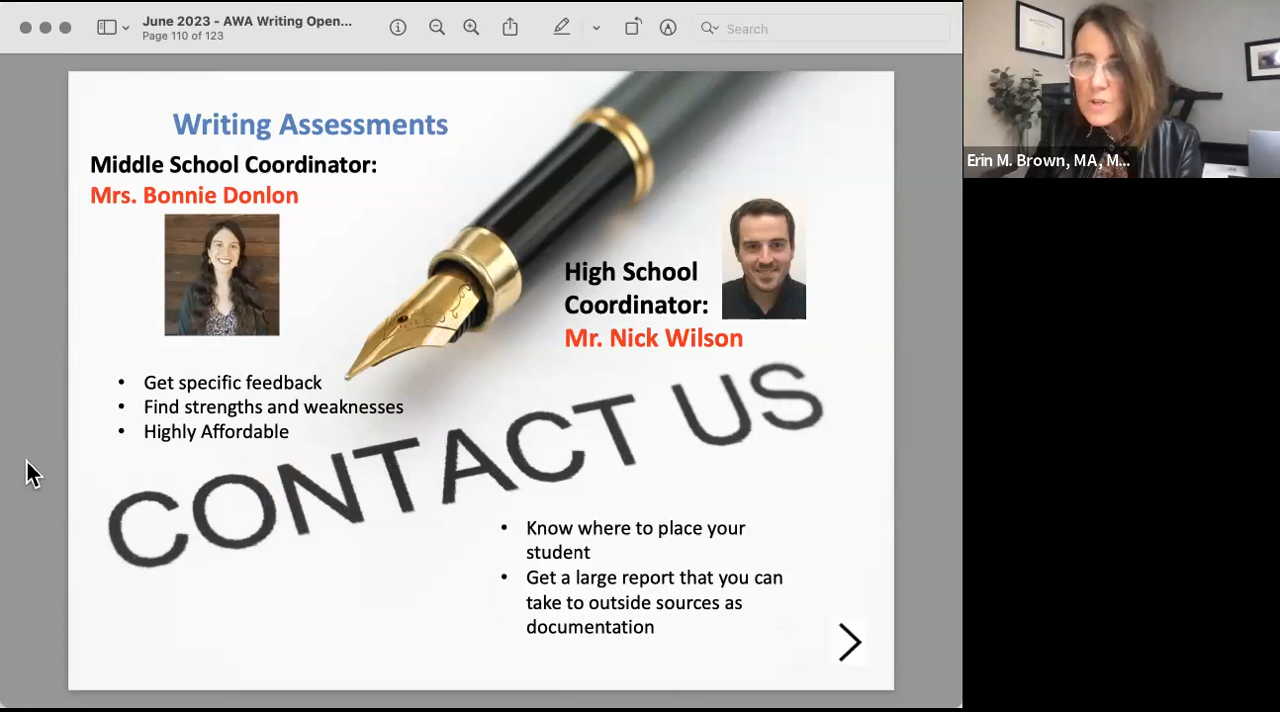 June 2023 - AWA Writing Open...
Page 110 of 123
Search
Erin M. Brown, MA, M...
Writing Assessments
Middle School Coordinator:
Mrs. Bonnie Donlon
High School
Coordinator:
Mr. Nick Wilson
• Get specific feedback
• Find strengths and weaknesses
• Highly Affordable
CONTACT US
• Know where to place your
student
• Get a large report that you can
take to outside sources as
documentation